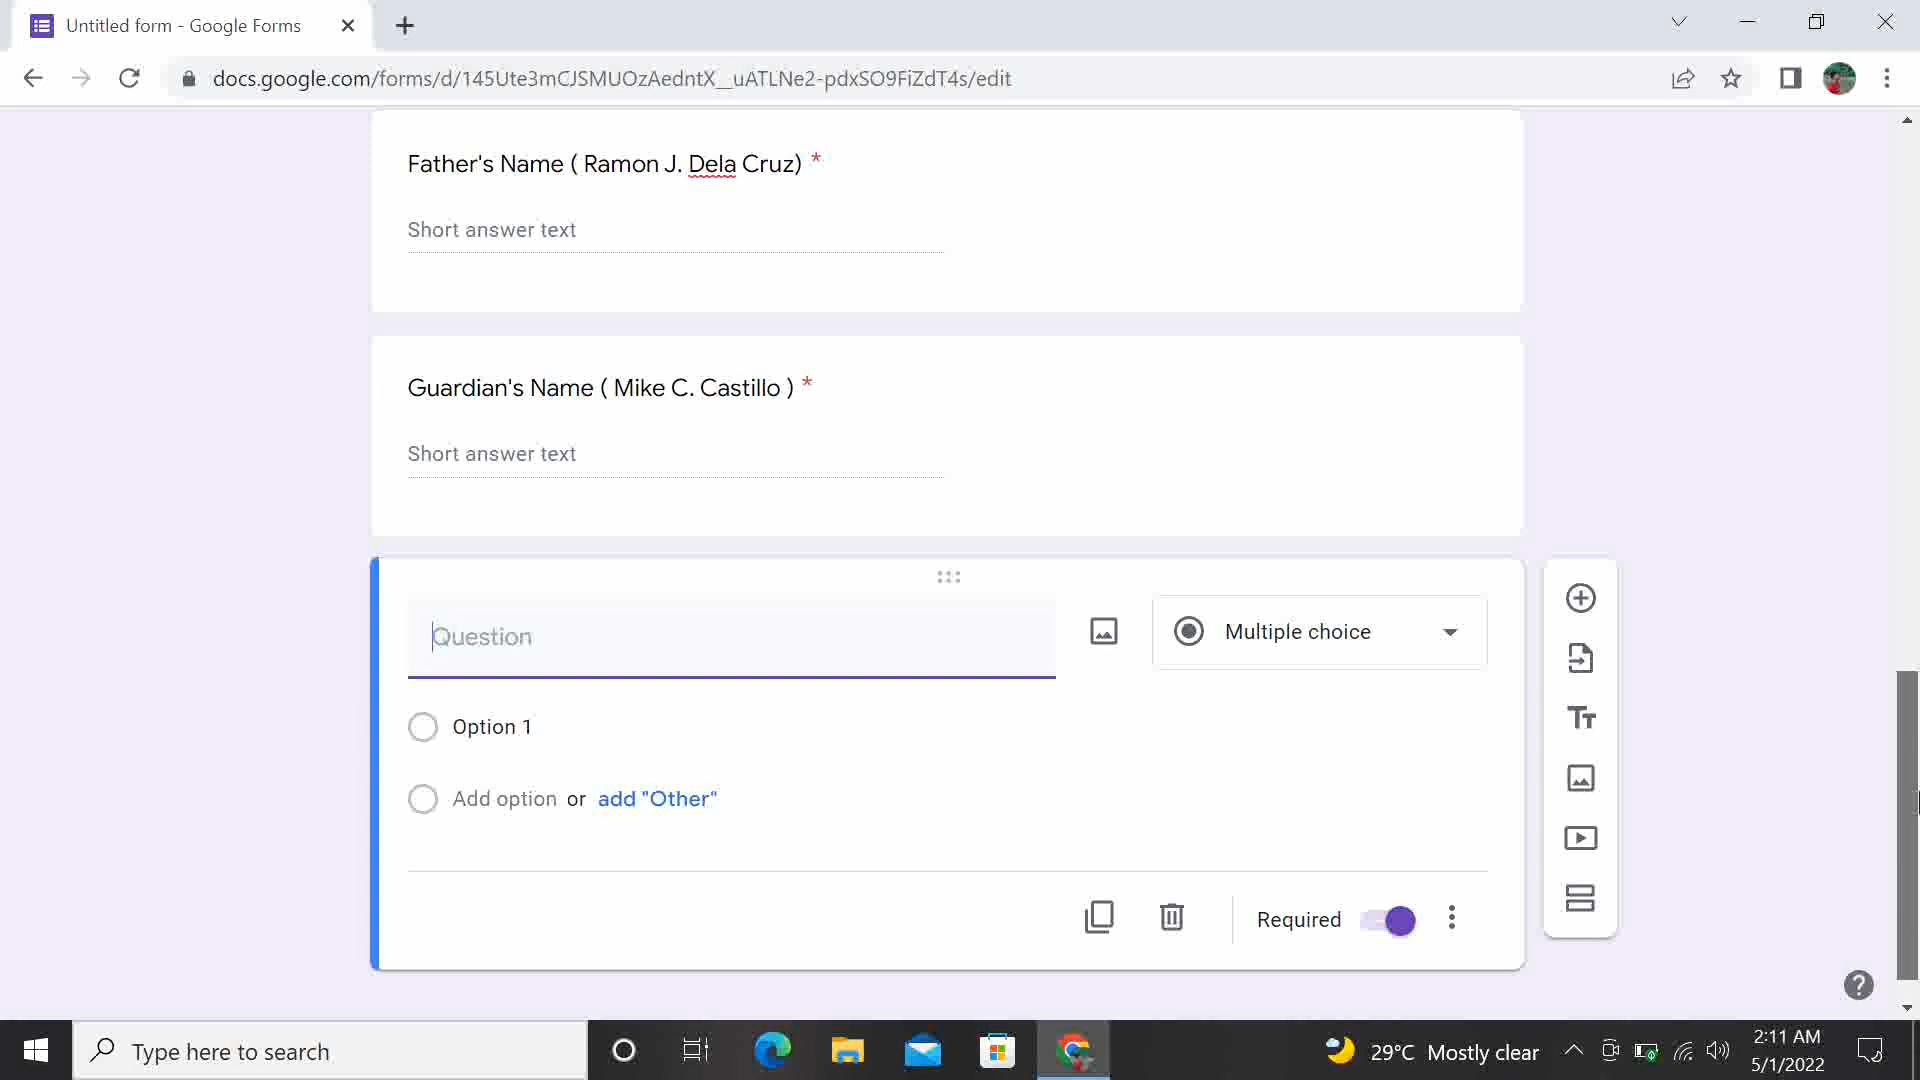 Untitled form - Google Forms
docs.google.com/forms/d/145Ute3mCJSMUOzAedntX__uATLNe2-pdxSO9FiZdT4s/edit
Father's Name ( Ramon J. Dela Cruz) *
Short answer text
Guardian's Name ( Mike C. Castillo ) *
Short answer text
Question
Multiple choice
Option 1
Add option or add "Other"
Required
Type here to search
29°C Mostly clear
2:11 AM
5/1/2022